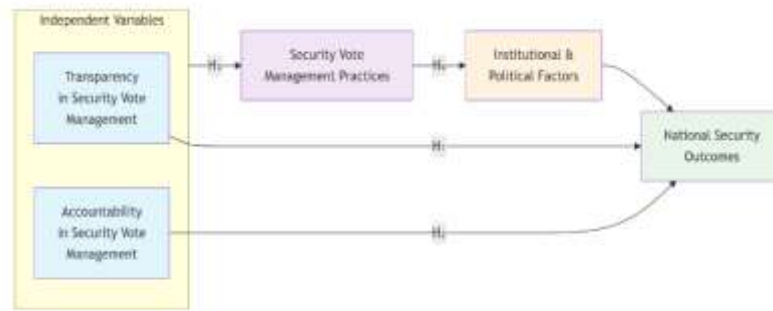 Independent Variables
Transparency
in Security Vote
Management
Security Vote
Management Practices
Institutional &
Political Factors
National Security
Outcomes
Accountability
in Security Vote
Management